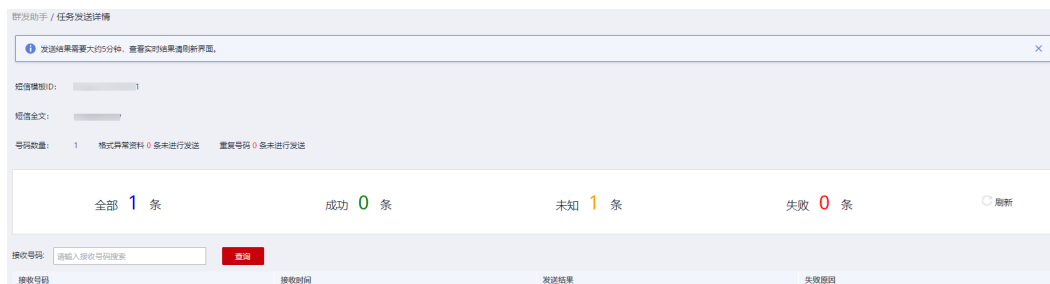 群发助手 / 任务发送详情
发送结果需要大约5分钟，查看实时结果请刷新界面。
短信模板ID: 1
短信全文:
号码数量: 1 格式异常资料 0 条未进行发送 重复号码 0 条未进行发送
全部 1 条 成功 0 条 未知 1 条 失败 0 条 刷新
接收号码: 请输入接收号码搜索 查询
接收号码 接收时间 发送结果 失败原因